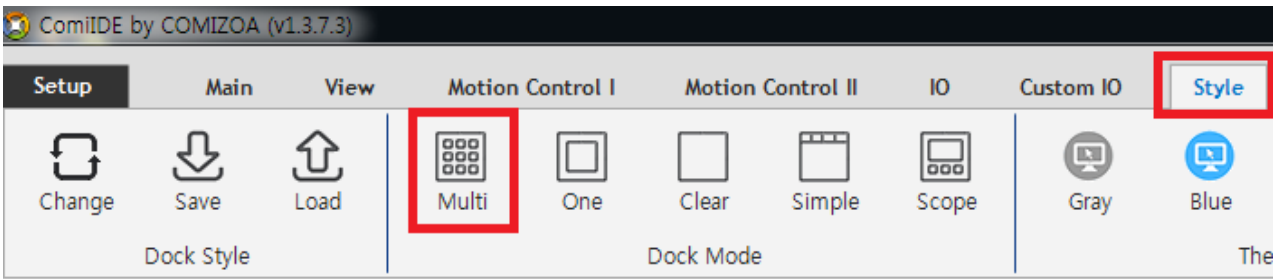 ComiIDE by COMIZOA (v1.3.7.3)
Setup Main View Motion Control I Motion Control II IO Custom IO Style
Change Save Load Multi One Clear Simple Scope Gray Blue
Dock Style Dock Mode The